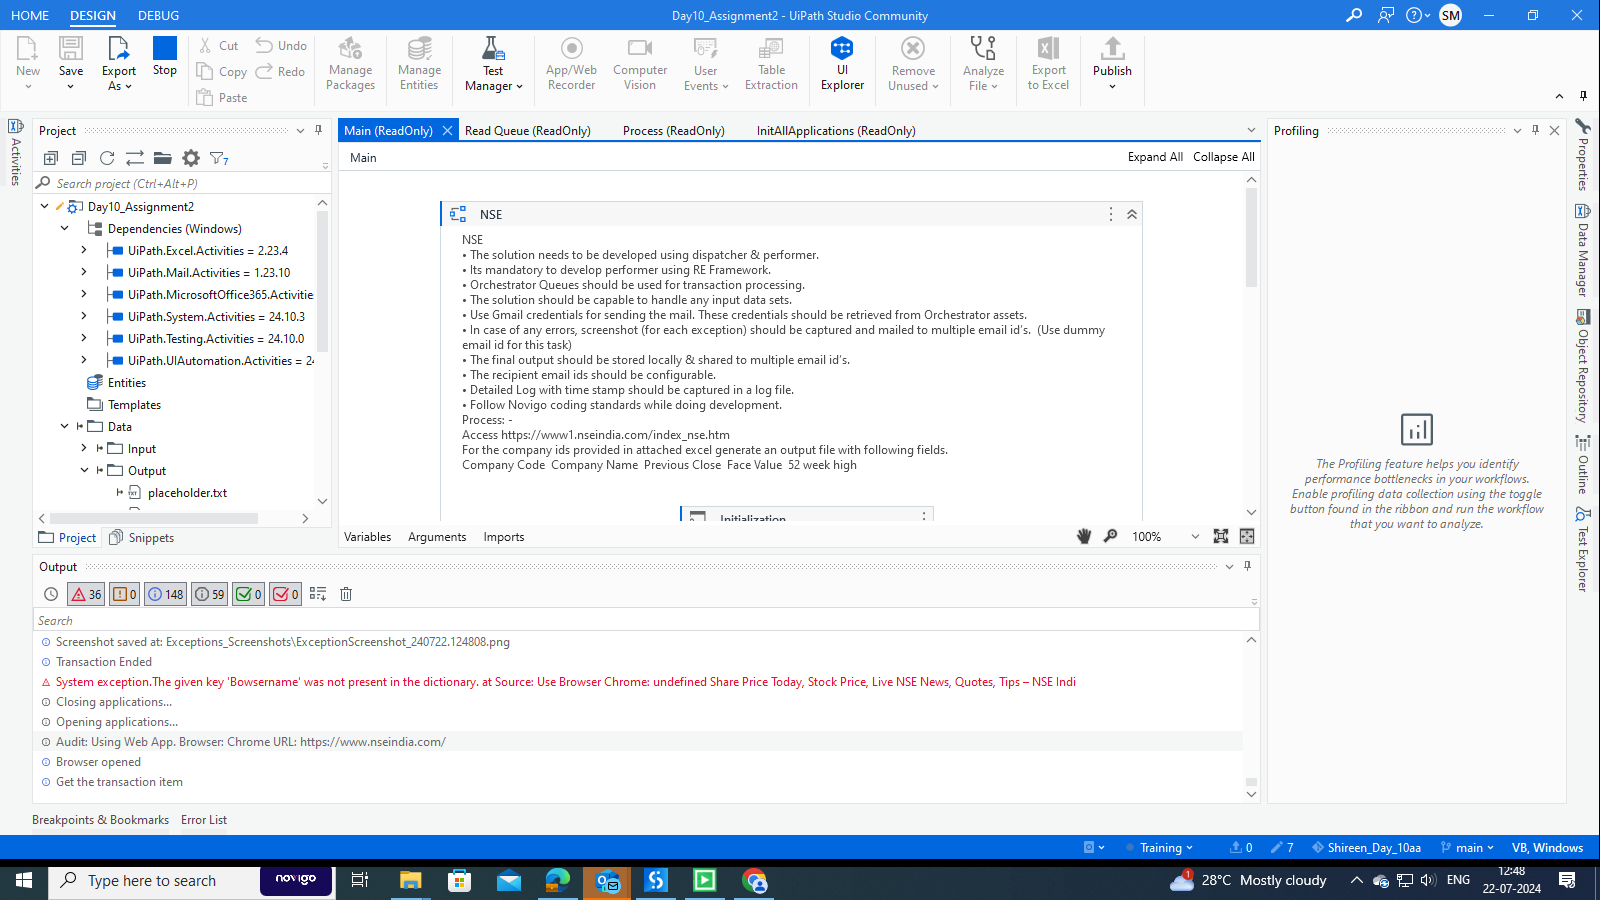 HOME DESIGN DEBUG
Day10_Assignment2 - UiPath Studio Community
SM
New Save Export As Stop
Cut Undo
Copy Redo
Paste
Manage Packages
Manage Entities
Test Manager
App/Web Recorder
Computer Vision
User Events
Table Extraction
UI Explorer
Remove Unused
Analyze File
Export to Excel
Publish
Activities
Project
7
Search project (Ctrl+Alt+P)
Day10_Assignment2
Dependencies (Windows)
UiPath.Excel.Activities = 2.23.4
UiPath.Mail.Activities = 1.23.10
UiPath.MicrosoftOffice365.Activitie
UiPath.System.Activities = 24.10.3
UiPath.Testing.Activities = 24.10.0
UiPath.UIAutomation.Activities = 24
Entities
Templates
Data
Input
Output
placeholder.txt
Project Snippets
Main (ReadOnly) Read Queue (ReadOnly) Process (ReadOnly) InitAllApplications (ReadOnly)
Main Expand All Collapse All
NSE
NSE
• The solution needs to be developed using dispatcher & performer.
• Its mandatory to develop performer using RE Framework.
• Orchestrator Queues should be used for transaction processing.
• The solution should be capable to handle any input data sets.
• Use Gmail credentials for sending the mail. These credentials should be retrieved from Orchestrator assets.
• In case of any errors, screenshot (for each exception) should be captured and mailed to multiple email id's.  (Use dummy
email id for this task)
• The final output should be stored locally & shared to multiple email id's.
• The recipient email ids should be configurable.
• Detailed Log with time stamp should be captured in a log file.
• Follow Novigo coding standards while doing development.
Process: -
Access https://www1.nseindia.com/index_nse.htm
For the company ids provided in attached excel generate an output file with following fields.
Company Code  Company Name  Previous Close  Face Value  52 week high
Initialization
Variables Arguments Imports 100%
Profiling
The Profiling feature helps you identify
performance bottlenecks in your workflows.
Enable profiling data collection using the toggle
button found in the ribbon and run the workflow
that you want to analyze.
Properties
Data Manager
Object Repository
Outline
Test Explorer
Output
36 0 148 59 0 0
Search
Screenshot saved at: Exceptions_Screenshots\ExceptionScreenshot_240722.124808.png
Transaction Ended
System exception.The given key 'Bowsername' was not present in the dictionary. at Source: Use Browser Chrome: undefined Share Price Today, Stock Price, Live NSE News, Quotes, Tips – NSE Indi
Closing applications...
Opening applications...
Audit: Using Web App. Browser: Chrome URL: https://www.nseindia.com/
Browser opened
Get the transaction item
Breakpoints & Bookmarks Error List
Training 0 7 Shireen_Day_10aa main VB, Windows
Type here to search novigo
1 28°C Mostly cloudy ENG 12:48
22-07-2024